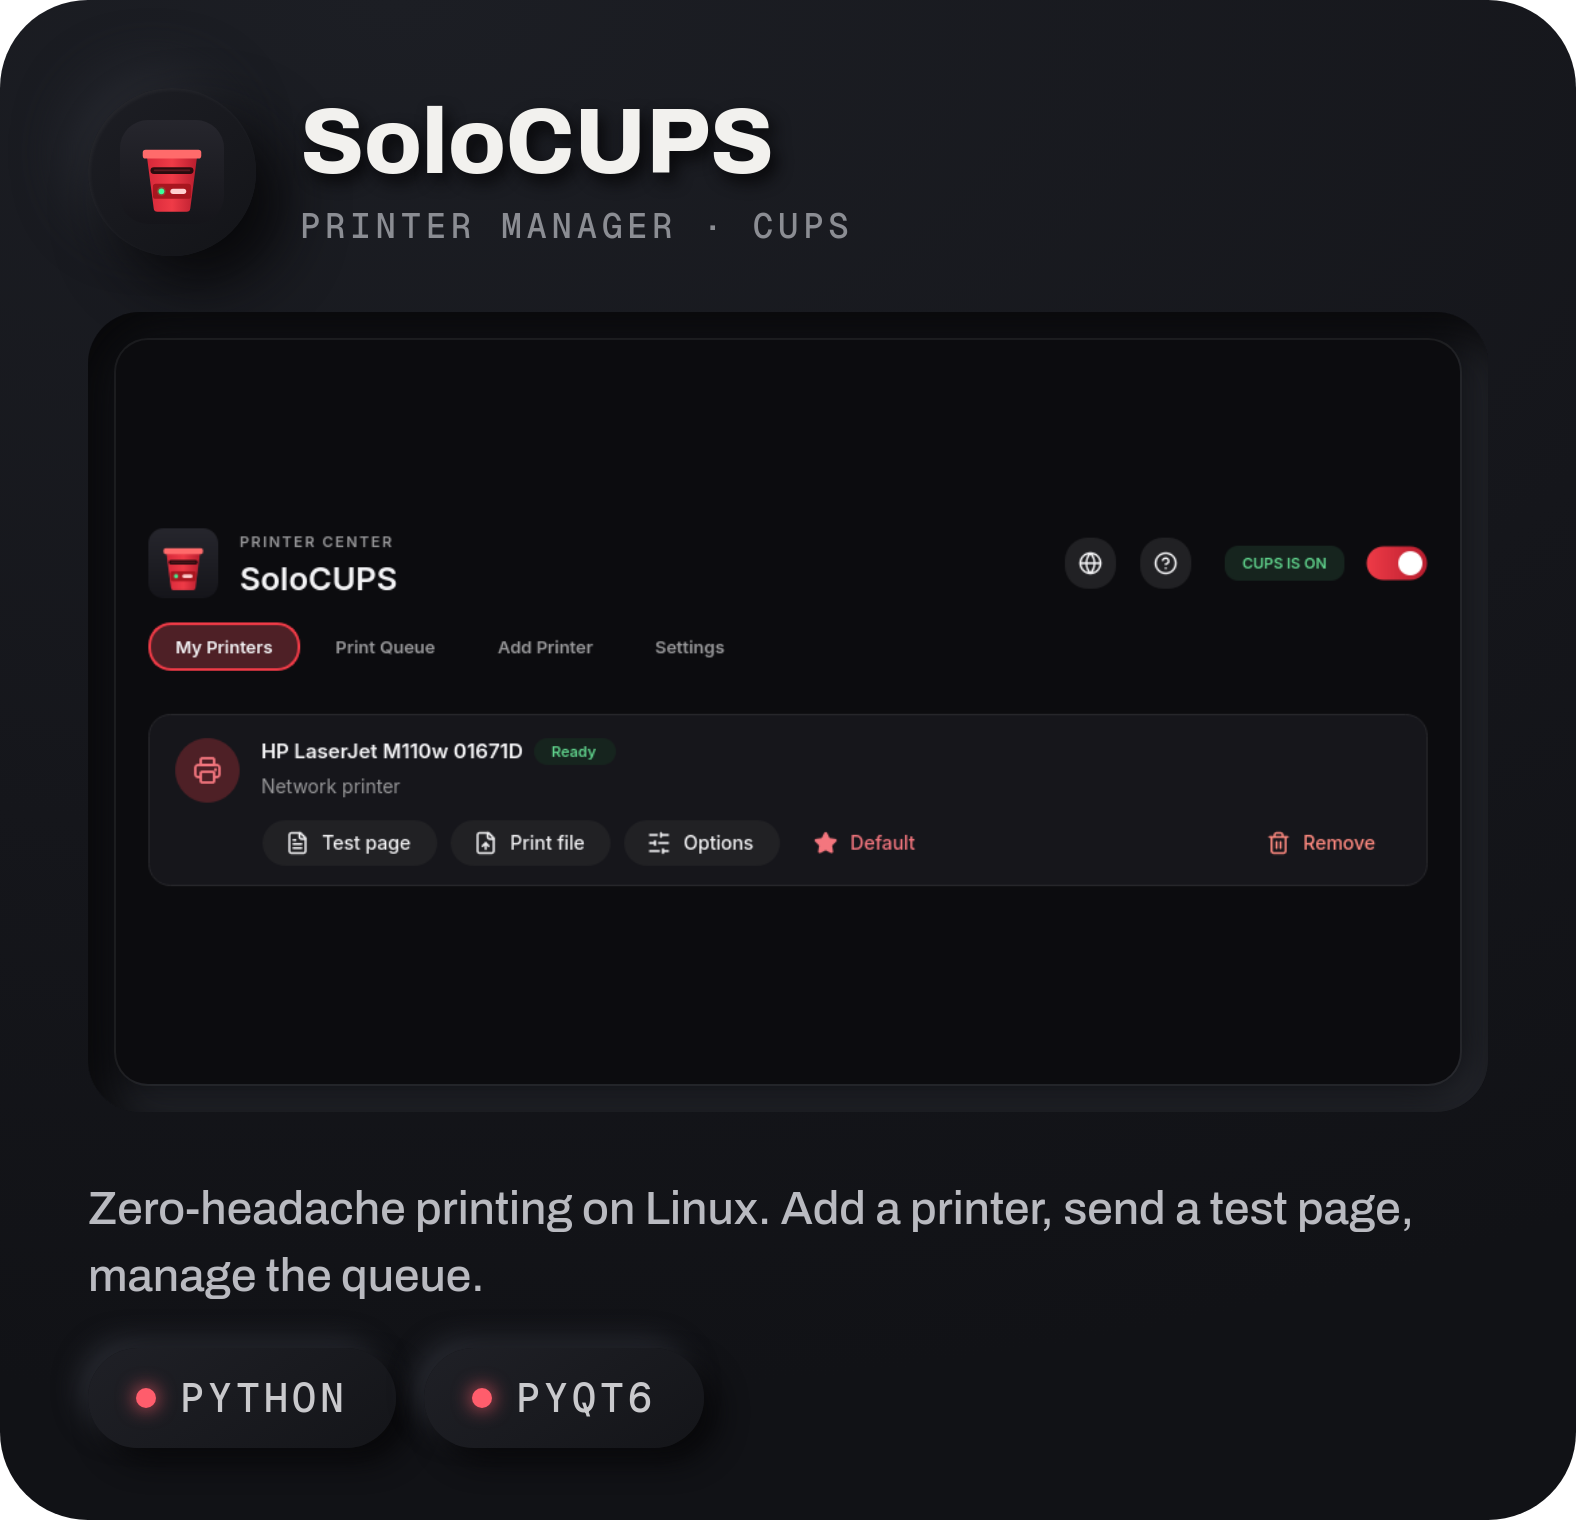 SoloCUPS
PRINTER MANAGER · CUPS
PRINTER CENTER
SoloCUPS
CUPS IS ON
My Printers
Print Queue
Add Printer
Settings
HP LaserJet M110w 01671D
Ready
Network printer
Test page
Print file
Options
Default
Remove
Zero-headache printing on Linux. Add a printer, send a test page,
manage the queue.
PYTHON
PYQT6